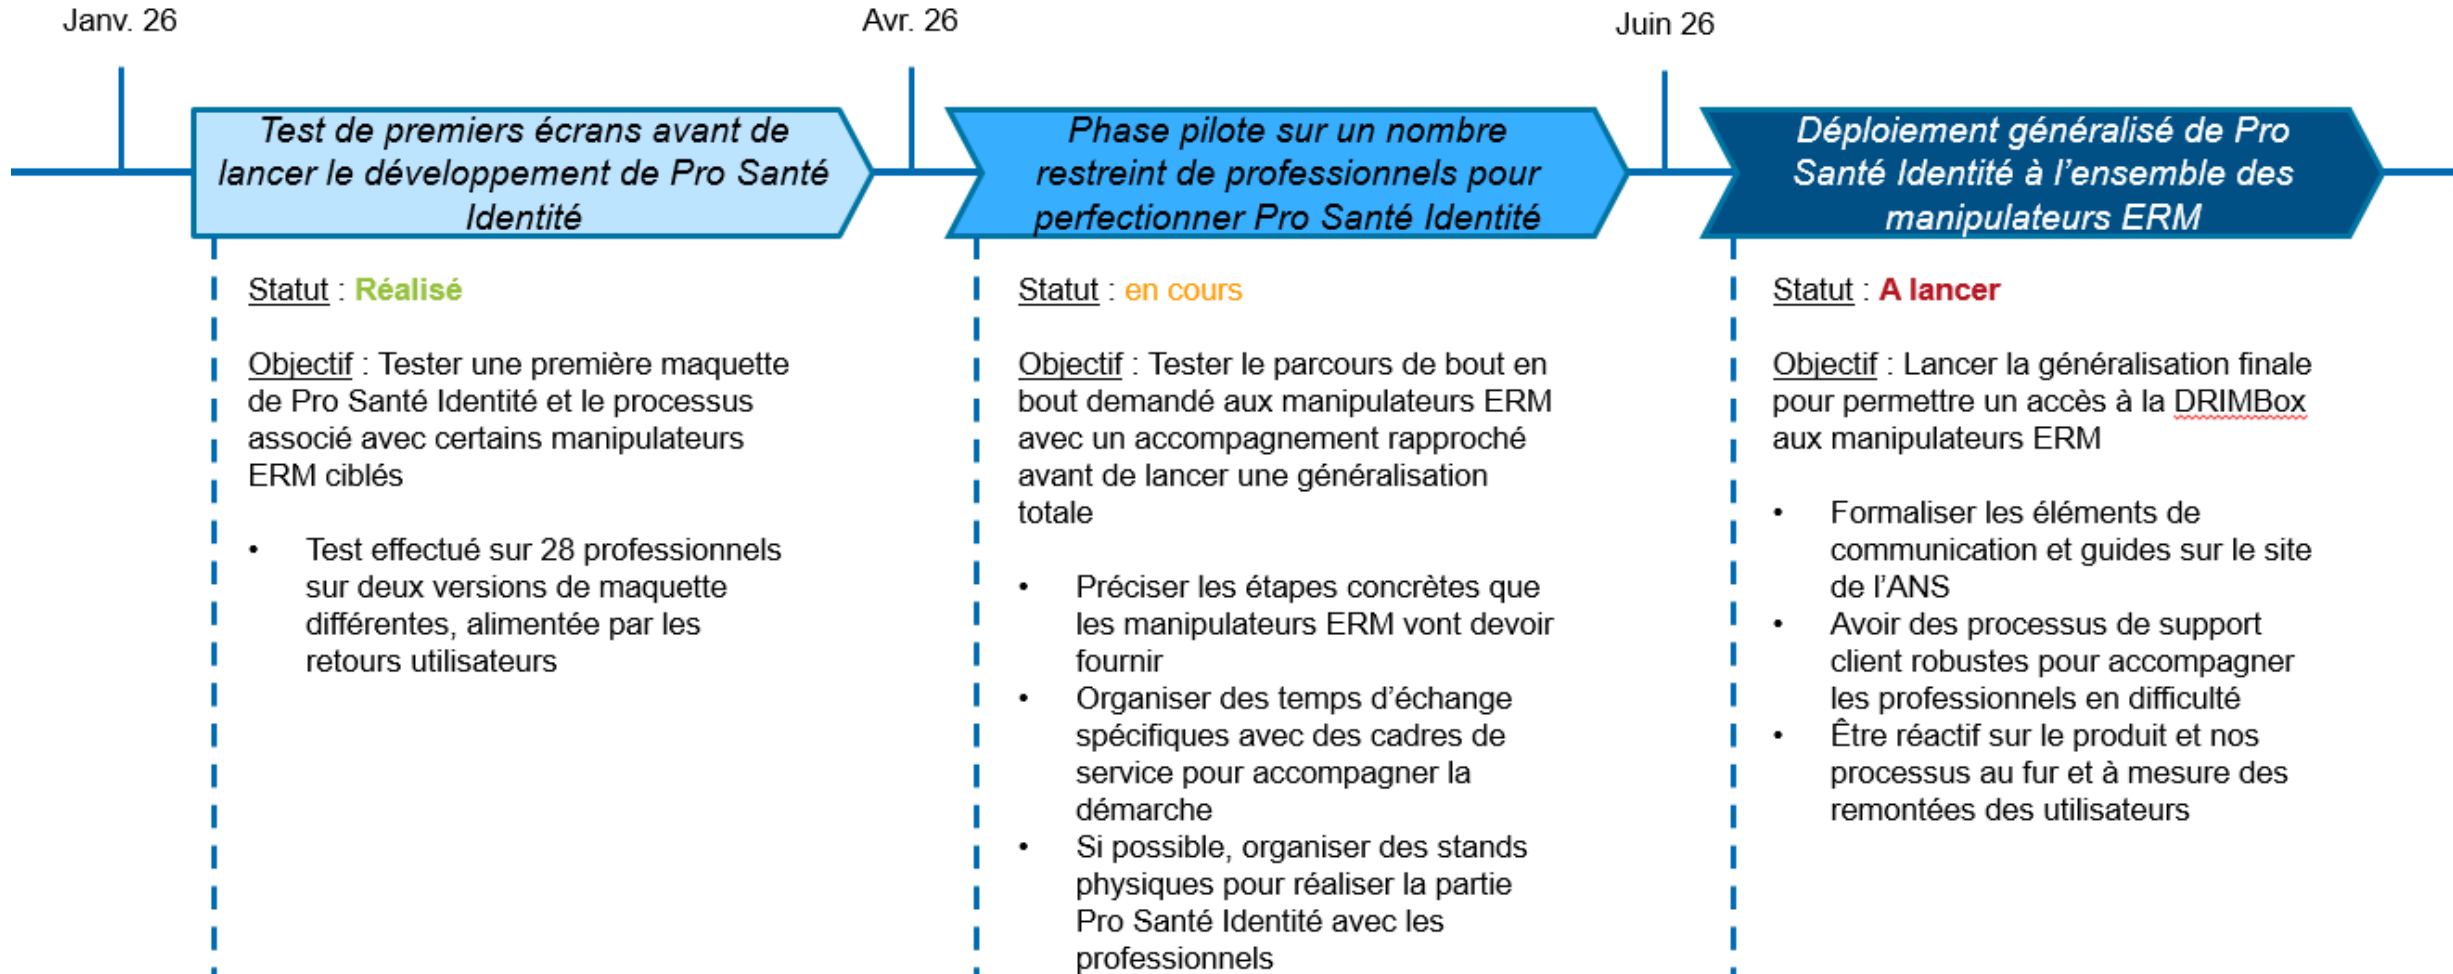 Janv. 26
Avr. 26
Juin 26
Test de premiers écrans avant de
lancer le développement de Pro Santé
Identité
Phase pilote sur un nombre
restreint de professionnels pour
perfectionner Pro Santé Identité
Déploiement généralisé de Pro
Santé Identité à l'ensemble des
manipulateurs ERM
Statut : Réalisé
Objectif : Tester une première maquette
de Pro Santé Identité et le processus
associé avec certains manipulateurs
ERM ciblés
• Test effectué sur 28 professionnels
sur deux versions de maquette
différentes, alimentée par les
retours utilisateurs
Statut : en cours
Objectif : Tester le parcours de bout en
bout demandé aux manipulateurs ERM
avec un accompagnement rapproché
avant de lancer une généralisation
totale
• Préciser les étapes concrètes que
les manipulateurs ERM vont devoir
fournir
• Organiser des temps d'échange
spécifiques avec des cadres de
service pour accompagner la
démarche
• Si possible, organiser des stands
physiques pour réaliser la partie
Pro Santé Identité avec les
professionnels
Statut : A lancer
Objectif : Lancer la généralisation finale
pour permettre un accès à la DRIMBox
aux manipulateurs ERM
• Formaliser les éléments de
communication et guides sur le site
de l'ANS
• Avoir des processus de support
client robustes pour accompagner
les professionnels en difficulté
• Être réactif sur le produit et nos
processus au fur et à mesure des
remontées des utilisateurs